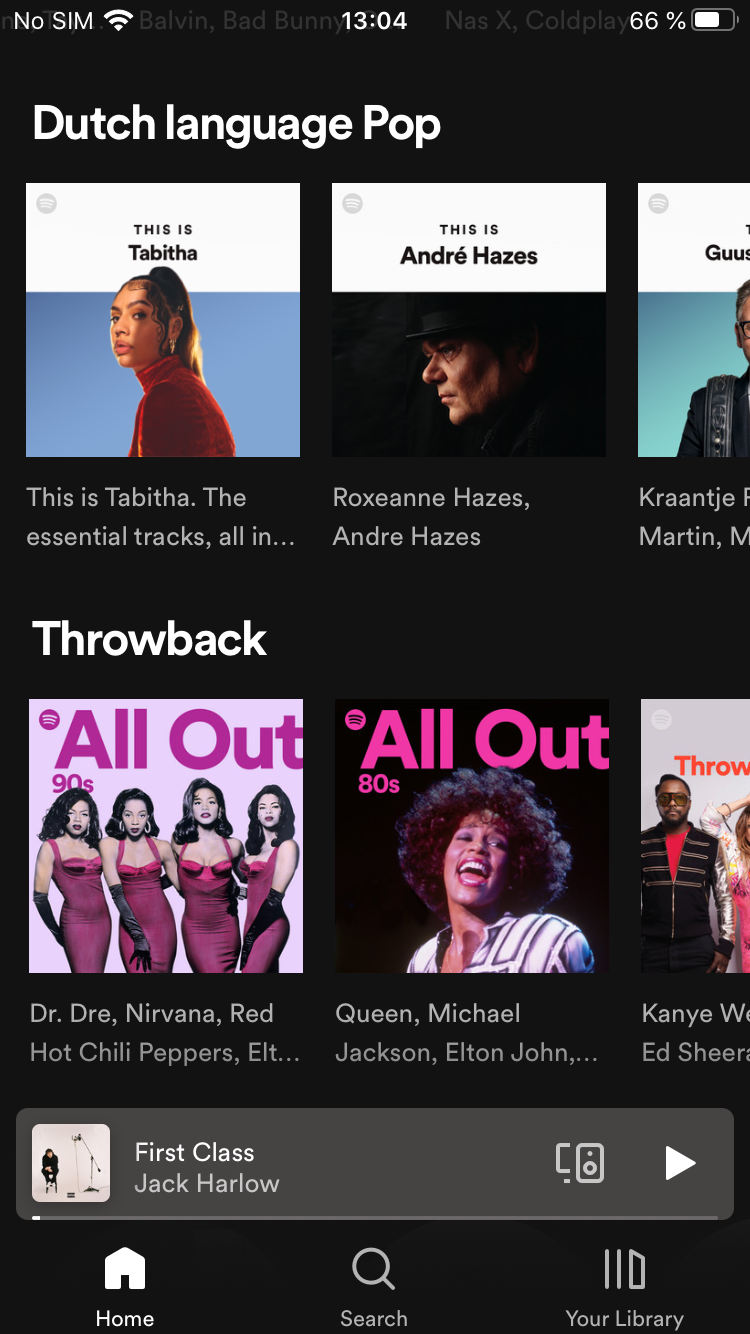 No SIM 13:04 66 %
Balvin, Bad Bunny, Nas X, Coldplay
Dutch language Pop
THIS IS
Tabitha
THIS IS
André Hazes
This is Tabitha. The
essential tracks, all in...
Roxeanne Hazes,
Andre Hazes
Kraantje
Martin,
Throwback
All Out
90s
All Out
80s
Dr. Dre, Nirvana, Red
Hot Chili Peppers, Elt...
Queen, Michael
Jackson, Elton John,...
Kanye We
Ed Sheera
First Class
Jack Harlow
Home
Search
Your Library